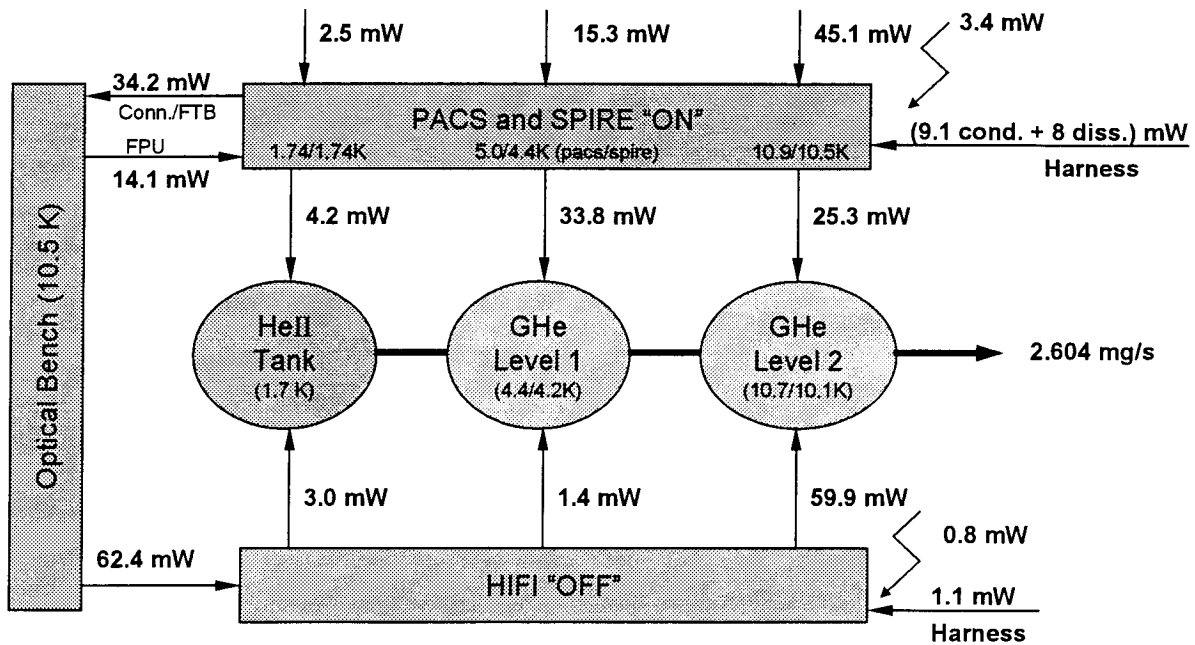 2.5 mW
15.3 mW
45.1 mW
3.4 mW
34.2 mW
Conn./FTB
PACS and SPIRE "ON"
(9.1 cond. + 8 diss.) mW
FPU
1.74/1.74K
5.0/4.4K (pacs/spire)
10.9/10.5K
Harness
14.1 mW
4.2 mW
33.8 mW
25.3 mW
Optical Bench (10.5 K)
HeII
Tank
(1.7 K)
GHe
Level 1
(4.4/4.2K)
GHe
Level 2
(10.7/10.1K)
2.604 mg/s
3.0 mW
1.4 mW
59.9 mW
0.8 mW
62.4 mW
HIFI "OFF"
1.1 mW
Harness